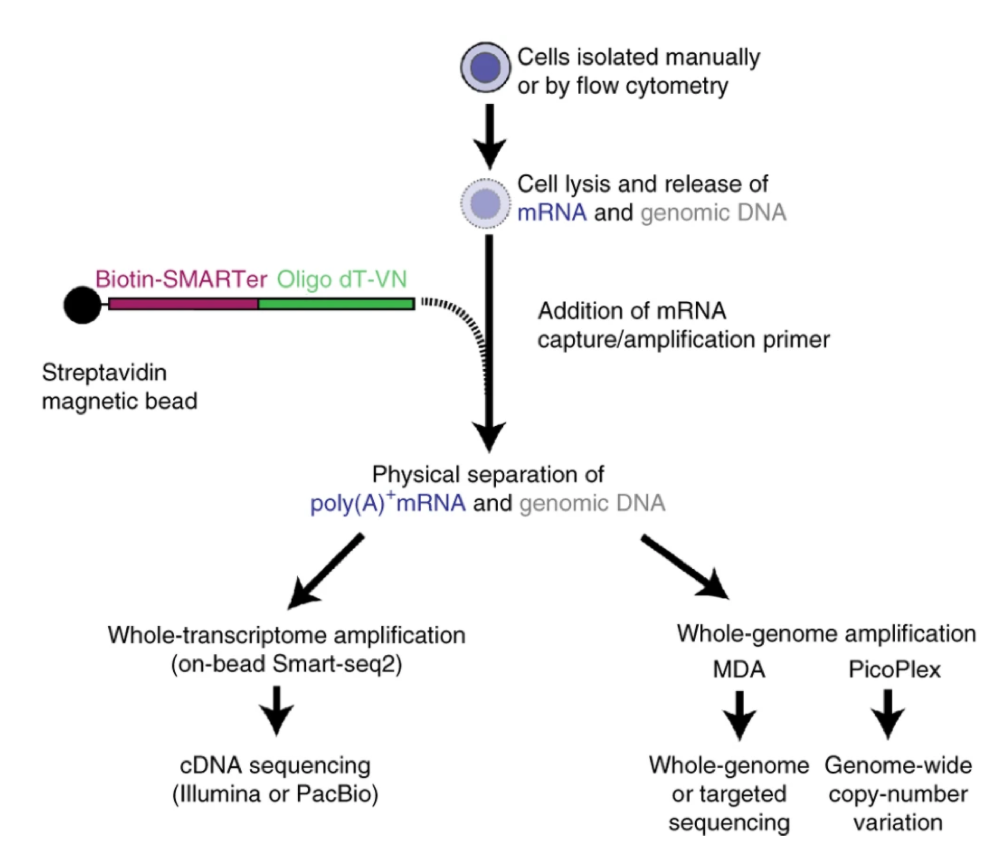 Cells isolated manually
or by flow cytometry
Cell lysis and release of
mRNA and genomic DNA
Biotin-SMARTer Oligo dT-VN
Addition of mRNA
capture/amplification primer
Streptavidin
magnetic bead
Physical separation of
poly(A)+mRNA and genomic DNA
Whole-transcriptome amplification
(on-bead Smart-seq2)
cDNA sequencing
(Illumina or PacBio)
Whole-genome amplification
MDA PicoPlex
Whole-genome
or targeted
sequencing
Genome-wide
copy-number
variation